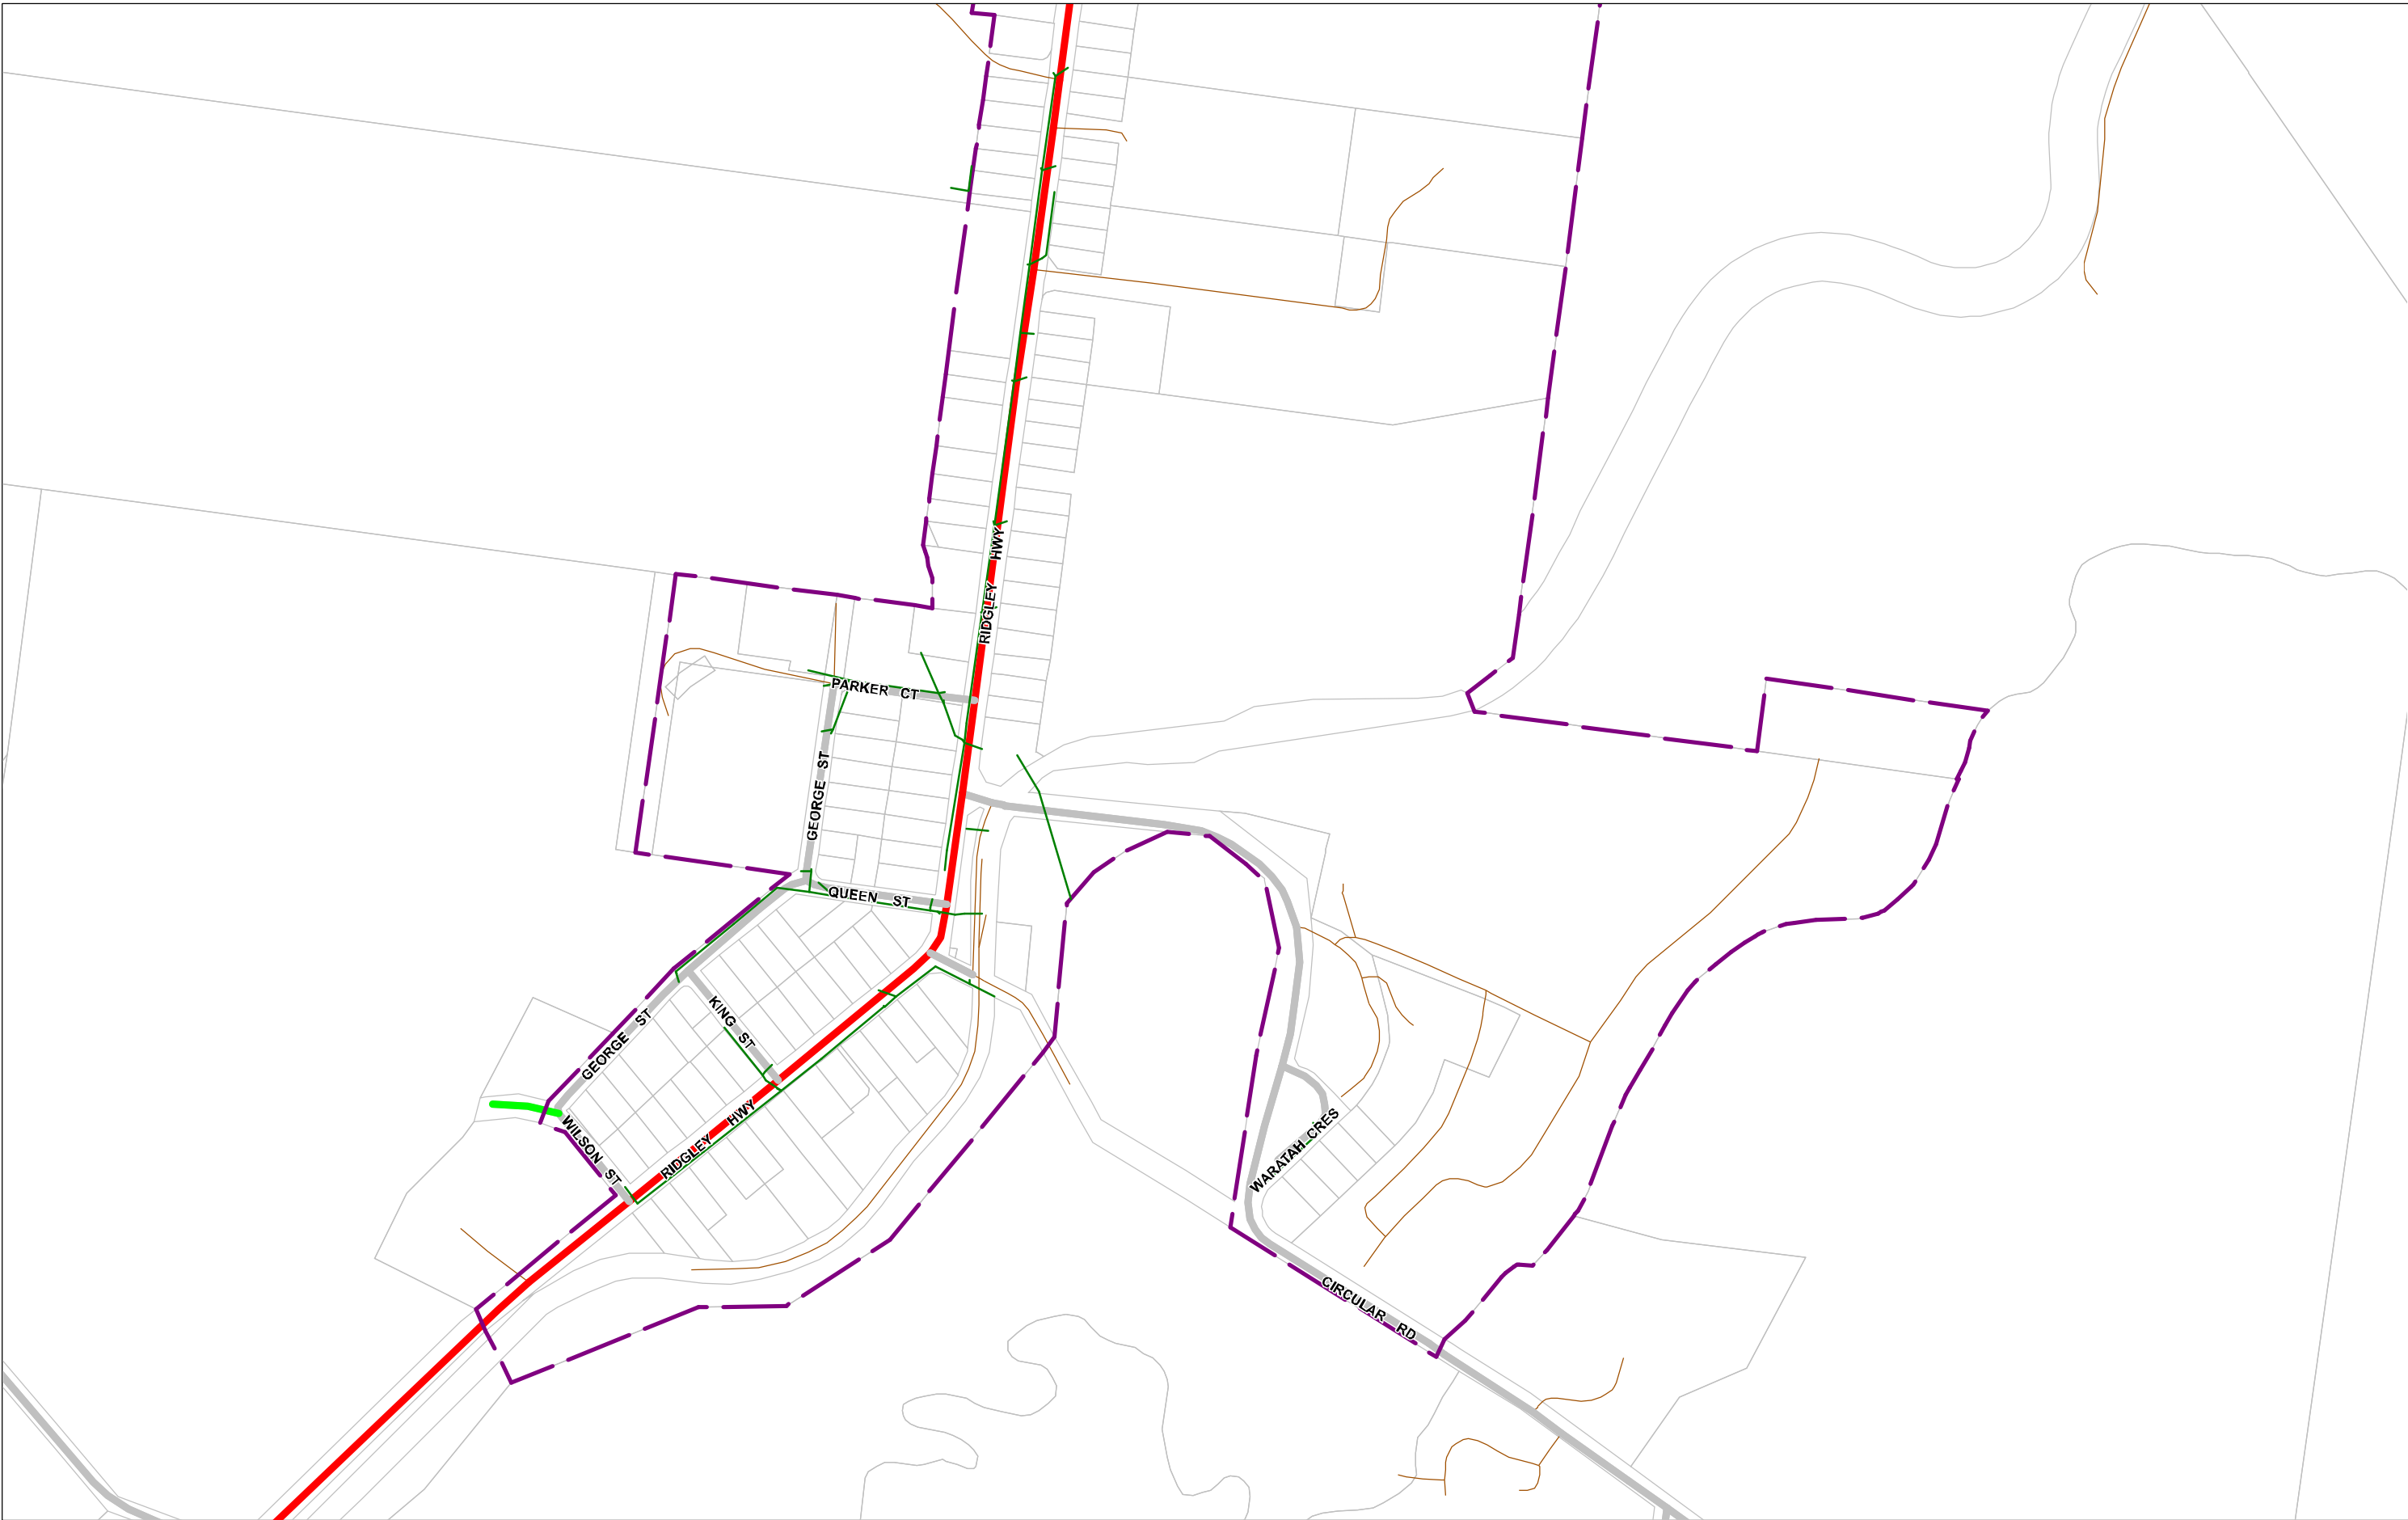 RIDGLEY HWY
PARKER CT
GEORGE ST
QUEEN ST
KING ST
GEORGE ST
RIDGLEY HWY
WILSON ST
WARATAH CRES
CIRCULAR RD